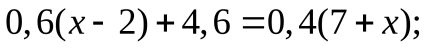 0,6(x − 2) + 4,6 = 0,4(7 + x);